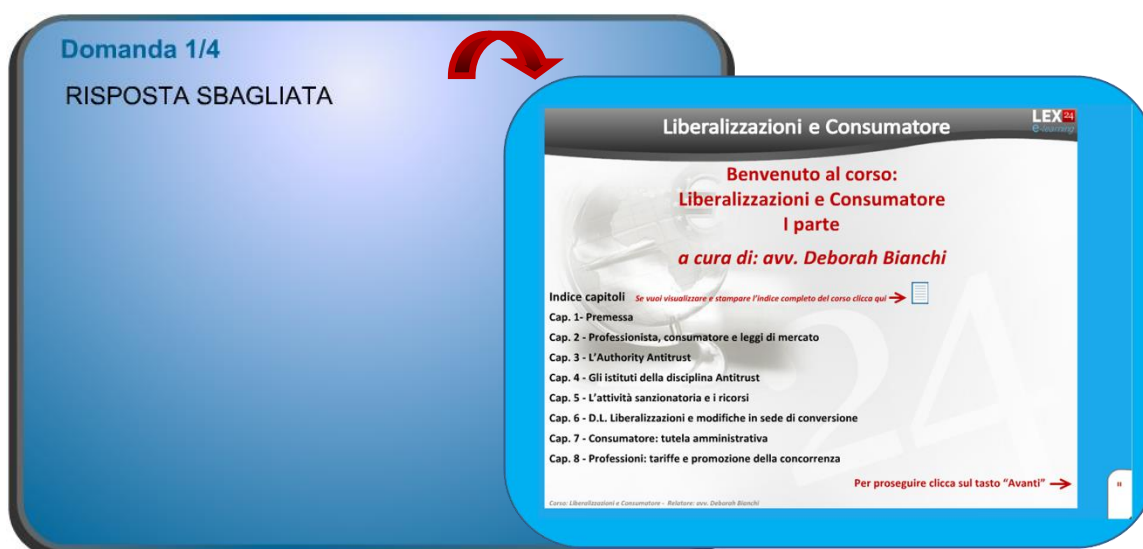 Domanda 1/4
RISPOSTA SBAGLIATA
Liberalizzazioni e Consumatore
LEX 24
e-learning
Benvenuto al corso:
Liberalizzazioni e Consumatore
I parte
a cura di: avv. Deborah Bianchi
Indice capitoli Se vuoi visualizzare e stampare l'indice completo del corso clicca qui
Cap. 1- Premessa
Cap. 2 - Professionista, consumatore e leggi di mercato
Cap. 3 - L'Authority Antitrust
Cap. 4 - Gli istituti della disciplina Antitrust
Cap. 5 - L'attività sanzionatoria e i ricorsi
Cap. 6 - D.L. Liberalizzazioni e modifiche in sede di conversione
Cap. 7 - Consumatore: tutela amministrativa
Cap. 8 - Professioni: tariffe e promozione della concorrenza
24
Per proseguire clicca sul tasto "Avanti"
Corso: Liberalizzazioni e Consumatore - Relatore: avv. Deborah Bianchi